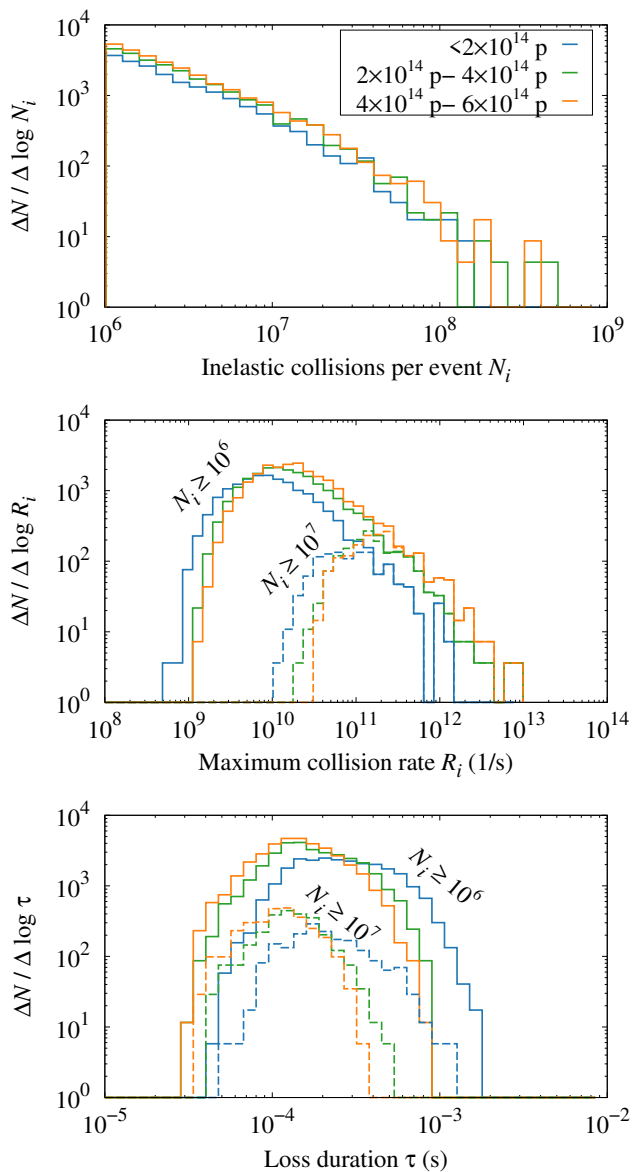 <2×10^14 p
2×10^14 p – 4×10^14 p
4×10^14 p – 6×10^14 p
10^4
10^3
10^2
10^1
10^0
ΔN / Δ log N_i
10^6 10^7 10^8 10^9
Inelastic collisions per event N_i
N_i ≥ 10^6
N_i ≥ 10^7
10^4
10^3
10^2
10^1
10^0
ΔN / Δ log R_i
10^8 10^9 10^10 10^11 10^12 10^13 10^14
Maximum collision rate R_i (1/s)
N_i ≥ 10^6
N_i ≥ 10^7
10^4
10^3
10^2
10^1
10^0
ΔN / Δ log τ
10^-5 10^-4 10^-3 10^-2
Loss duration τ (s)